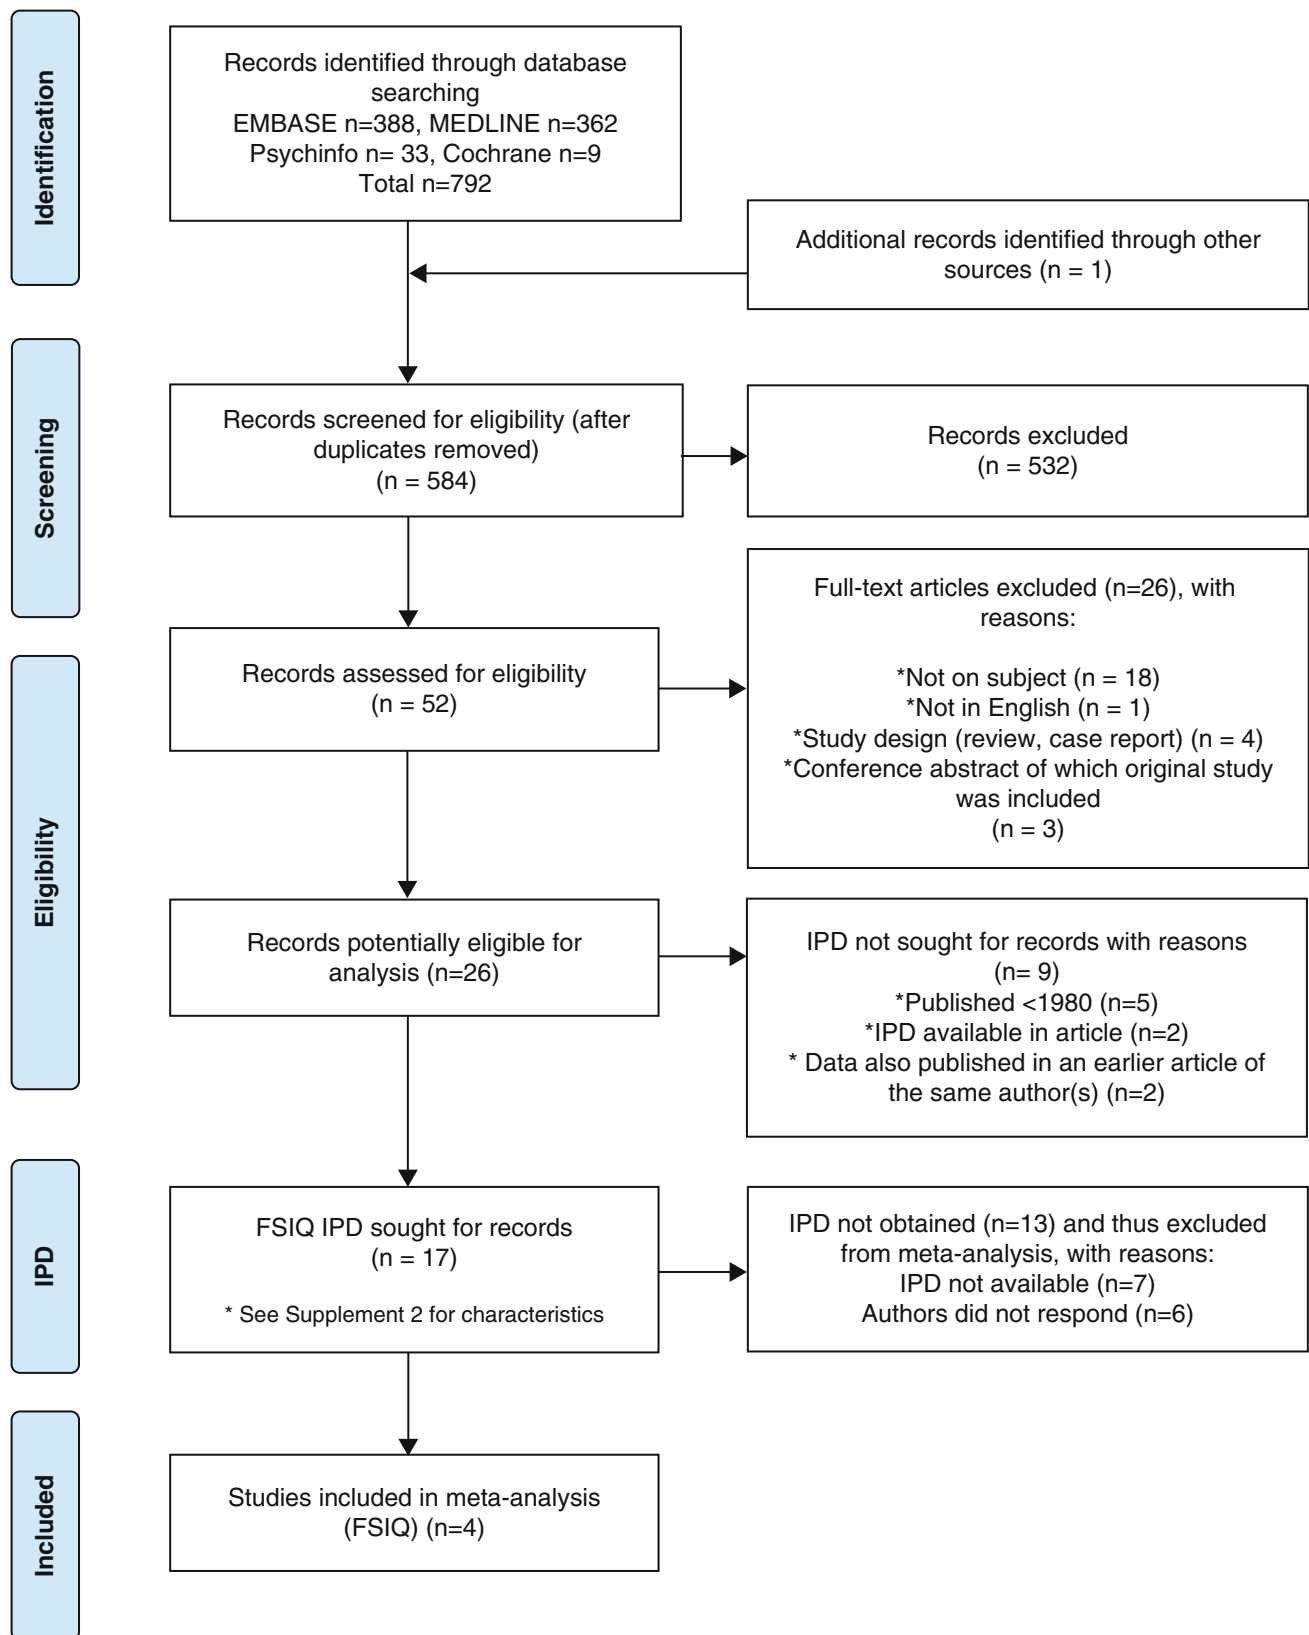 Identification
Records identified through database
searching
EMBASE n=388, MEDLINE n=362
Psychinfo n= 33, Cochrane n=9
Total n=792
Additional records identified through other
sources (n = 1)
Screening
Records screened for eligibility (after
duplicates removed)
(n = 584)
Records excluded
(n = 532)
Eligibility
Records assessed for eligibility
(n = 52)
Full-text articles excluded (n=26), with
reasons:
*Not on subject (n = 18)
*Not in English (n = 1)
*Study design (review, case report) (n = 4)
*Conference abstract of which original study
was included
(n = 3)
Records potentially eligible for
analysis (n=26)
IPD not sought for records with reasons
(n= 9)
*Published <1980 (n=5)
*IPD available in article (n=2)
* Data also published in an earlier article of
the same author(s) (n=2)
IPD
FSIQ IPD sought for records
(n = 17)
* See Supplement 2 for characteristics
IPD not obtained (n=13) and thus excluded
from meta-analysis, with reasons:
IPD not available (n=7)
Authors did not respond (n=6)
Included
Studies included in meta-analysis
(FSIQ) (n=4)